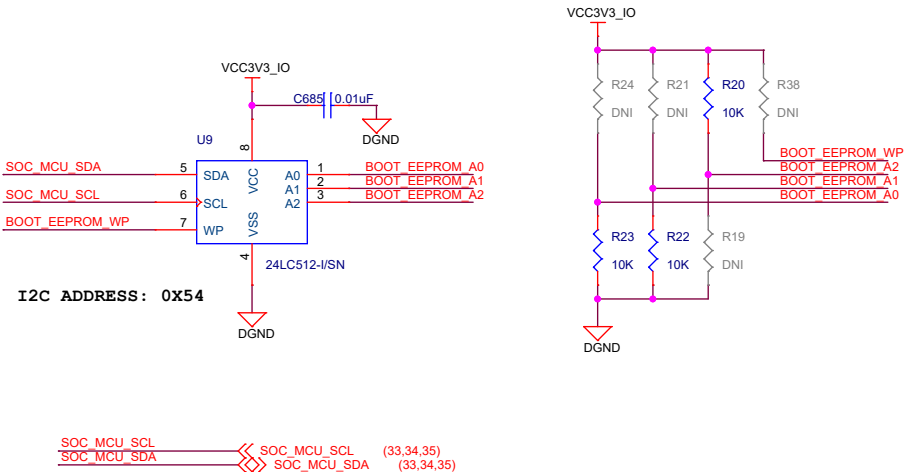 VCC3V3_IO
VCC3V3_IO
C685 0.01uF
DGND
U9
8
SOC_MCU_SDA 5 SDA VCC A0 1 BOOT_EEPROM_A0
A1 2 BOOT_EEPROM_A1
SOC_MCU_SCL 6 SCL A2 3 BOOT_EEPROM_A2
BOOT_EEPROM_WP 7 WP VSS
4
24LC512-I/SN
I2C ADDRESS: 0X54
DGND
R24 R21 R20 R38
DNI DNI 10K DNI
BOOT_EEPROM_WP
BOOT_EEPROM_A2
BOOT_EEPROM_A1
BOOT_EEPROM_A0
R23 R22 R19
10K 10K DNI
DGND
SOC_MCU_SCL SOC_MCU_SCL (33,34,35)
SOC_MCU_SDA SOC_MCU_SDA (33,34,35)